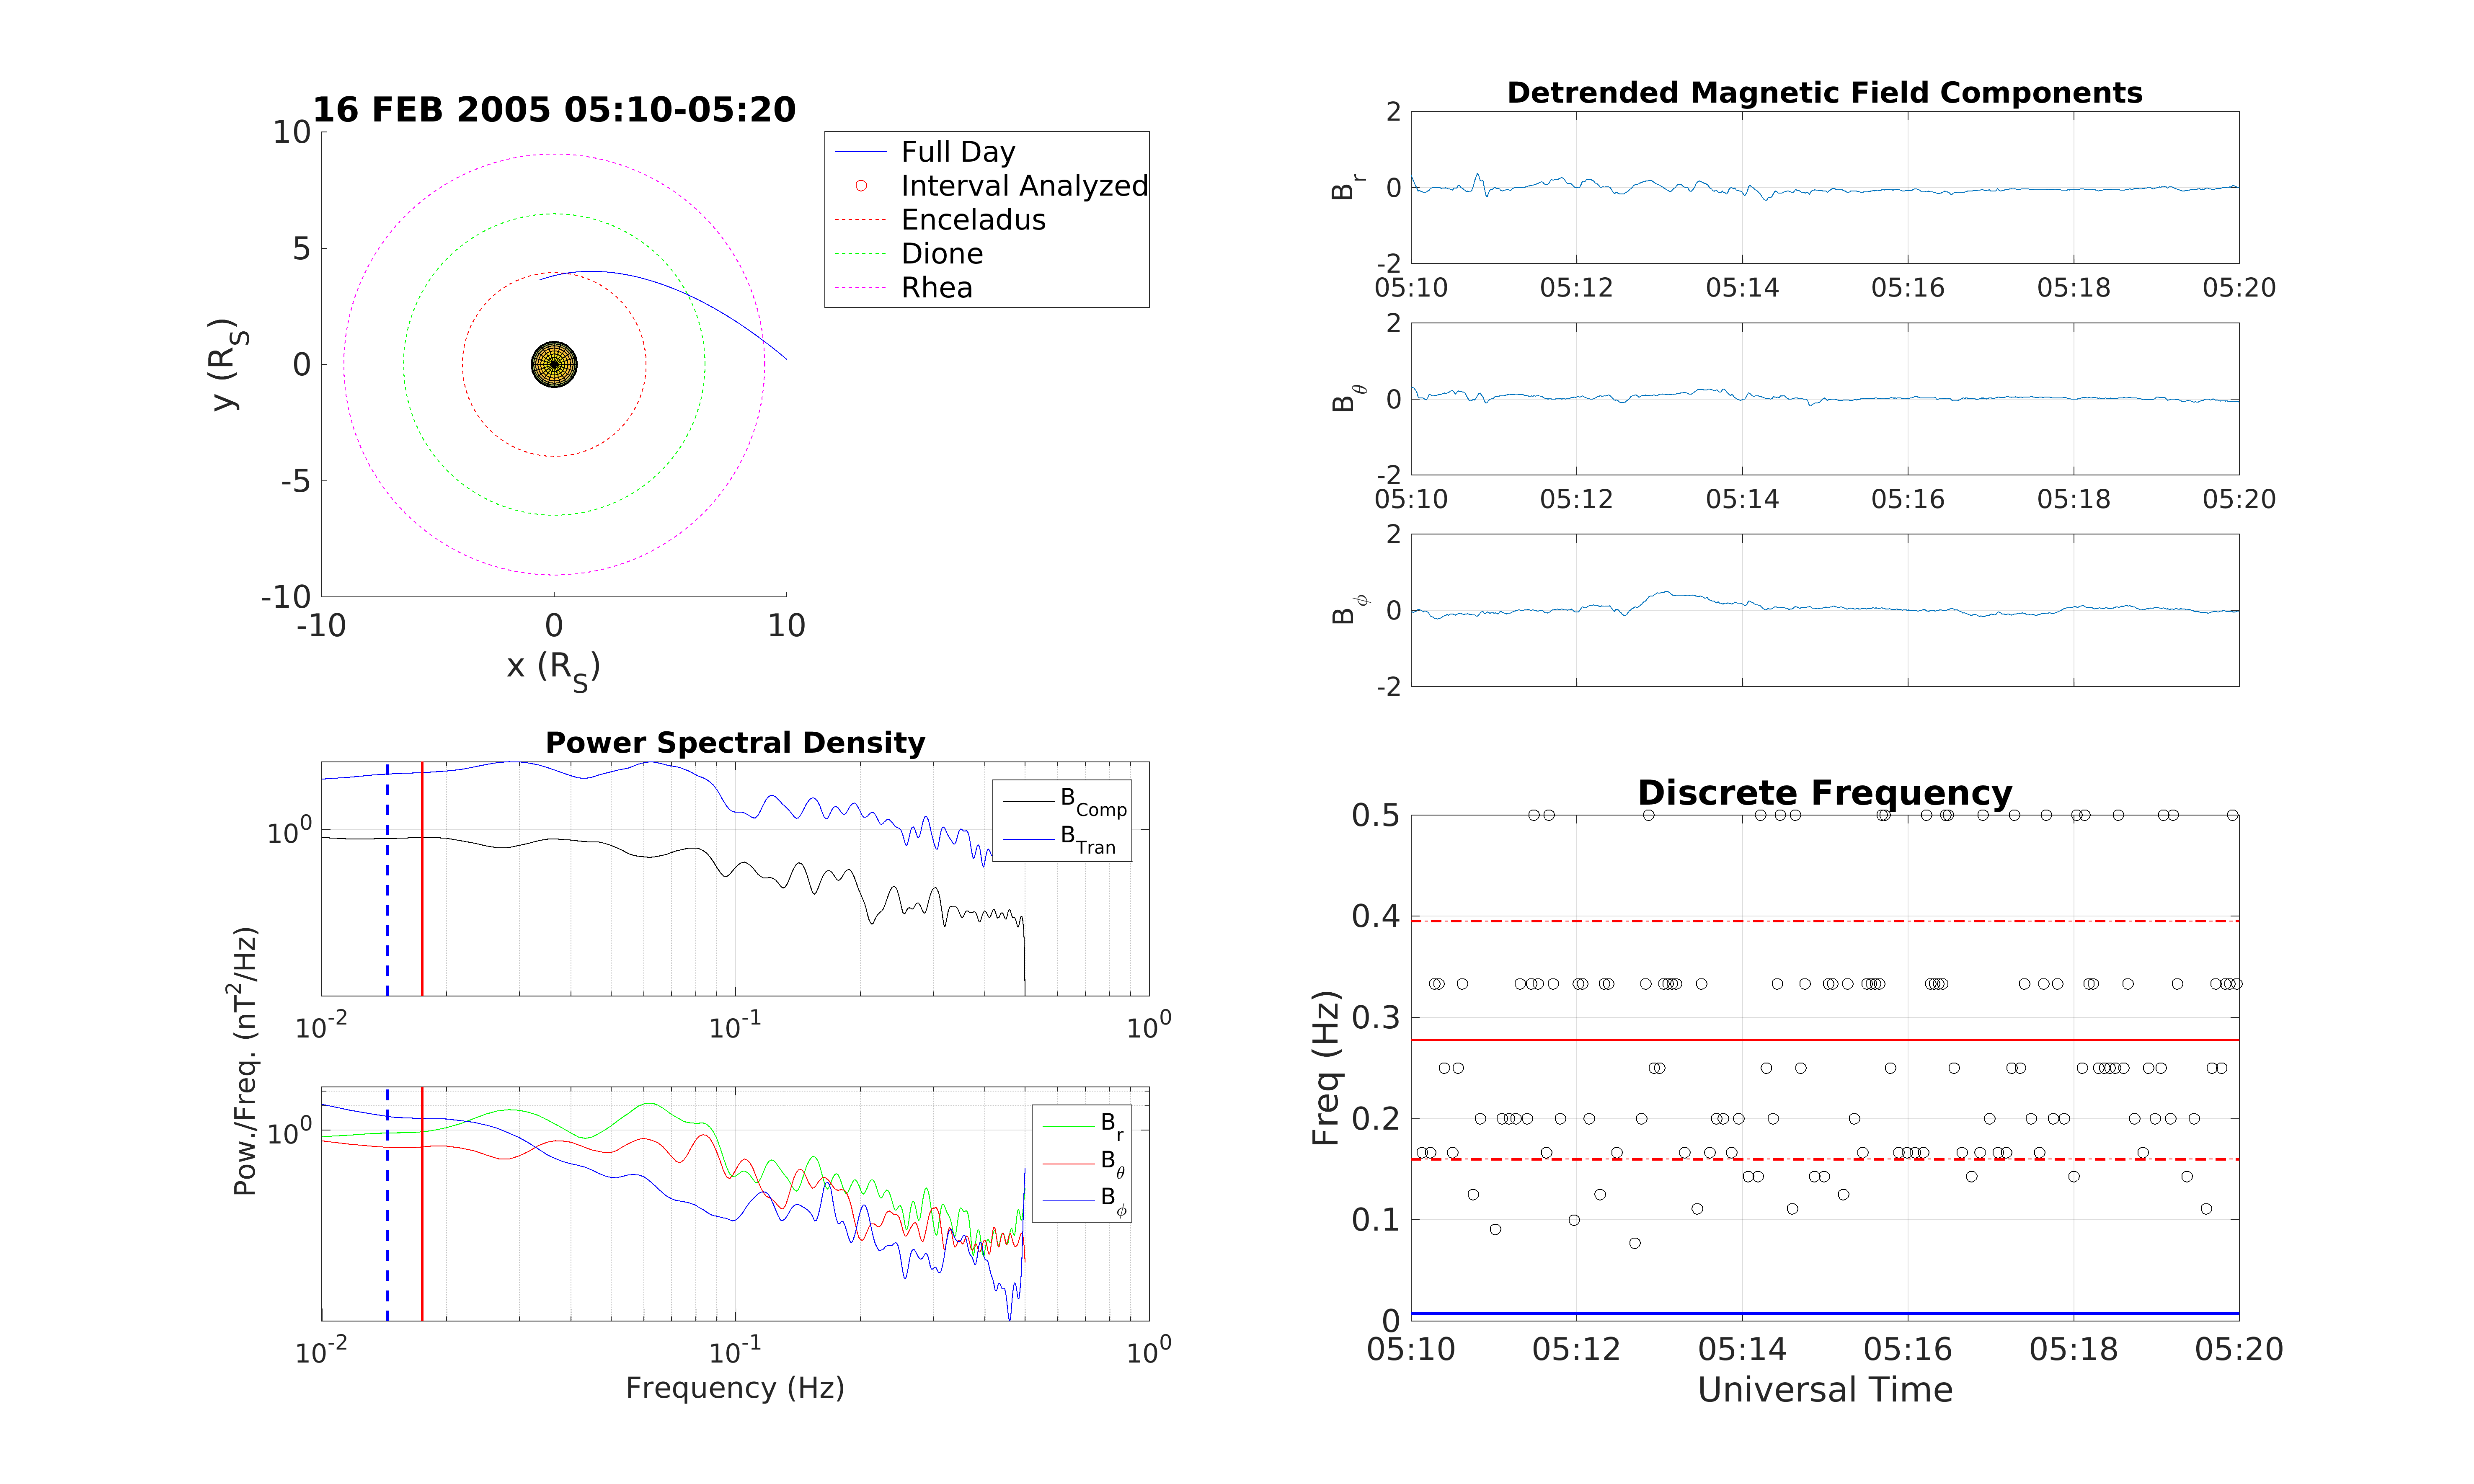 16 FEB 2005 05:10-05:20
10
5
0
-5
-10
-10
0
10
y (R_S)
x (R_S)
Full Day
Interval Analyzed
Enceladus
Dione
Rhea
Detrended Magnetic Field Components
2
0
-2
B_r
05:10
05:12
05:14
05:16
05:18
05:20
2
0
-2
B_θ
05:10
05:12
05:14
05:16
05:18
05:20
2
0
-2
B_ϕ
Power Spectral Density
10^0
B_Comp
B_Tran
10^-2
10^-1
10^0
Pow./Freq. (nT^2/Hz)
10^0
B_r
B_θ
B_ϕ
10^-2
10^-1
10^0
Frequency (Hz)
Discrete Frequency
0.5
0.4
0.3
0.2
0.1
0
Freq (Hz)
05:10
05:12
05:14
05:16
05:18
05:20
Universal Time